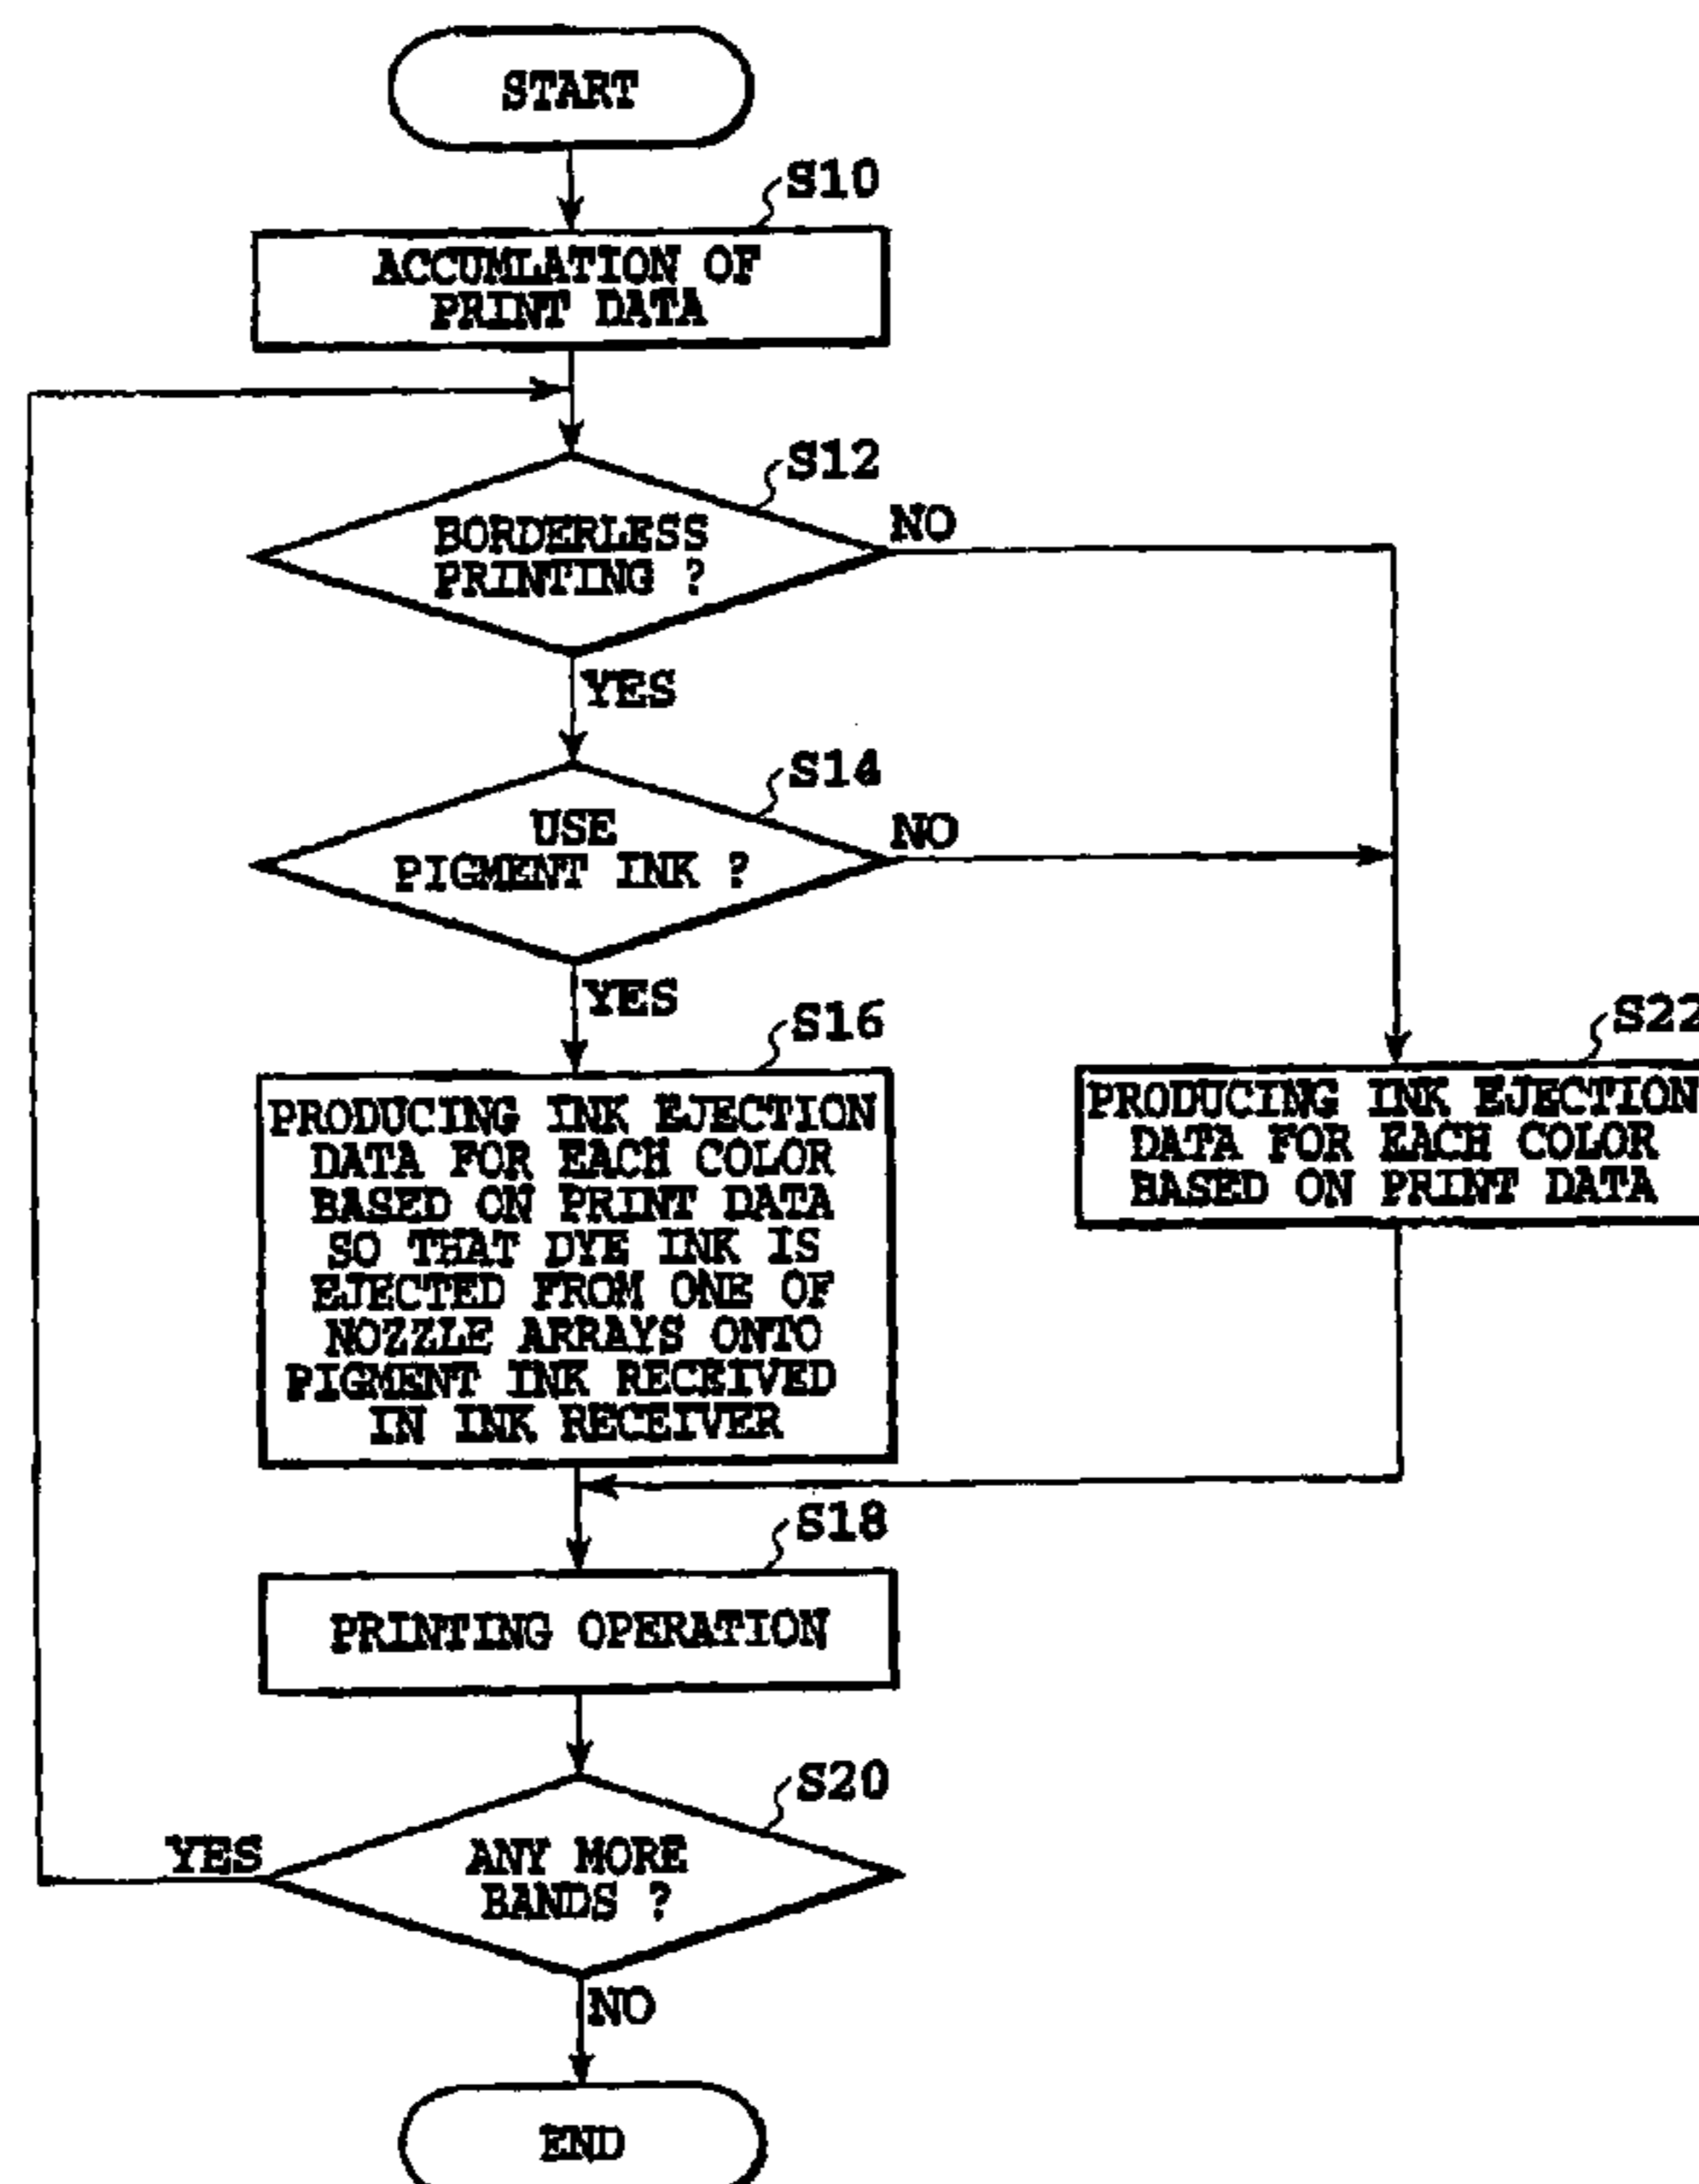 START
S10
ACCUMLATION OF
PRINT DATA
S12
BORDERLESS
PRINTING ?
NO
YES
S14
USE
PIGMENT INK ?
NO
YES
S16
PRODUCING INK EJECTION
DATA FOR EACH COLOR
BASED ON PRINT DATA
SO THAT DYE INK IS
EJECTED FROM ONE OF
NOZZLE ARRAYS ONTO
PIGMENT INK RECEIVED
IN INK RECEIVER
S22
PRODUCING INK EJECTION
DATA FOR EACH COLOR
BASED ON PRINT DATA
S18
PRINTING OPERATION
S20
ANY MORE
BANDS ?
YES
NO
END